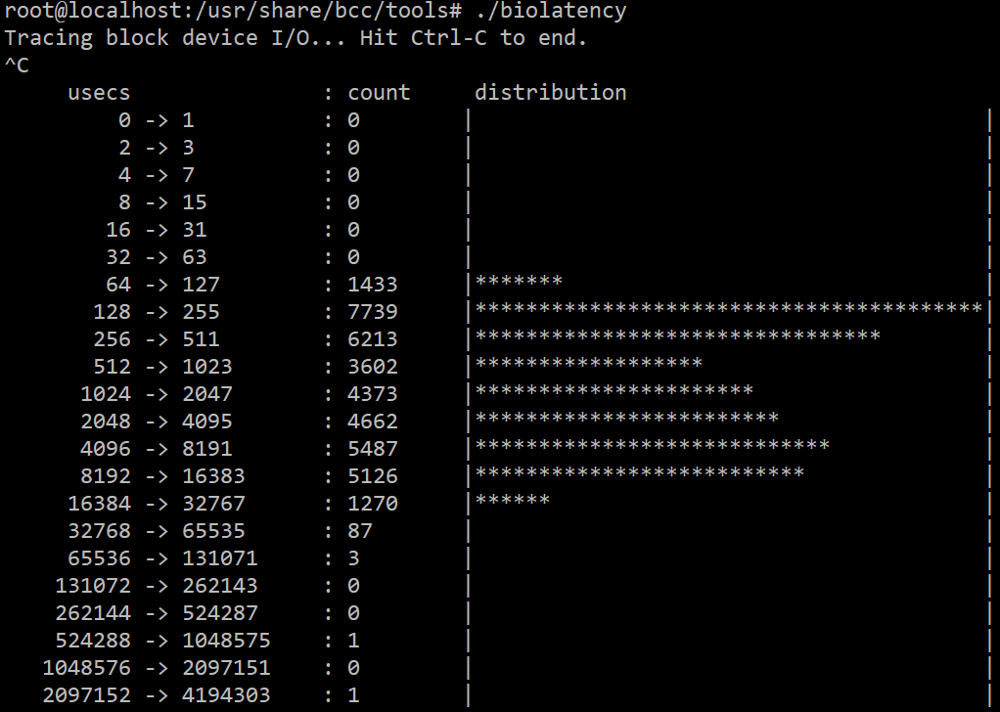 root@localhost:/usr/share/bcc/tools# ./biolatency
Tracing block device I/O... Hit Ctrl-C to end.
^C
     usecs               : count     distribution
         0 -> 1          : 0        |                                        |
         2 -> 3          : 0        |                                        |
         4 -> 7          : 0        |                                        |
         8 -> 15         : 0        |                                        |
        16 -> 31         : 0        |                                        |
        32 -> 63         : 0        |                                        |
        64 -> 127        : 1433     |*******                                 |
       128 -> 255        : 7739     |****************************************|
       256 -> 511        : 6213     |********************************        |
       512 -> 1023       : 3602     |******************                      |
      1024 -> 2047       : 4373     |**********************                  |
      2048 -> 4095       : 4662     |************************                |
      4096 -> 8191       : 5487     |****************************            |
      8192 -> 16383      : 5126     |**************************              |
     16384 -> 32767      : 1270     |******                                  |
     32768 -> 65535      : 87       |                                        |
     65536 -> 131071     : 3        |                                        |
    131072 -> 262143     : 0        |                                        |
    262144 -> 524287     : 0        |                                        |
    524288 -> 1048575    : 1        |                                        |
   1048576 -> 2097151    : 0        |                                        |
   2097152 -> 4194303    : 1        |                                        |